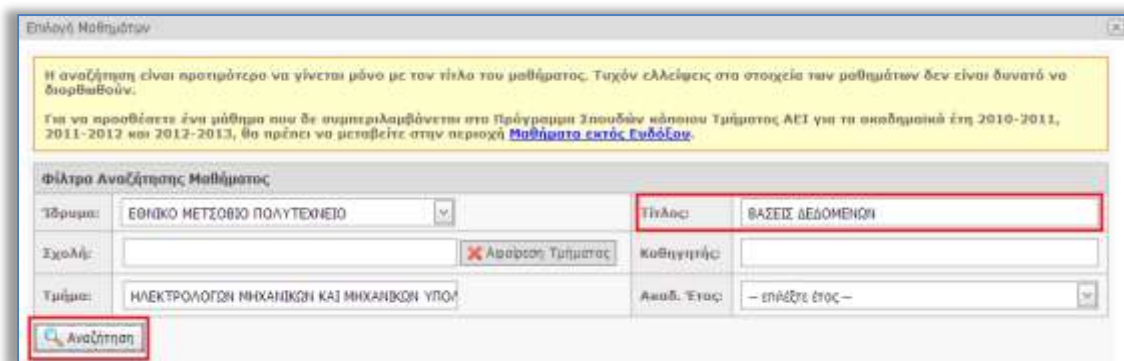 Επιλογή Μαθημάτων
Η αναζήτηση είναι προτιμότερο να γίνεται μόνο με τον τίτλο του μαθήματος. Τυχόν ελλείψεις στα στοιχεία των μαθημάτων δεν είναι δυνατό να
διορθωθούν.
Για να προσθέσετε ένα μάθημα που δε συμπεριλαμβάνεται στο Πρόγραμμα Σπουδών κάποιου Τμήματος ΑΕΙ για τα ακαδημαϊκά έτη 2010-2011,
2011-2012 και 2012-2013, θα πρέπει να μεταβείτε στην περιοχή Μαθήματα εκτός Ευδόξου.
Φίλτρα Αναζήτησης Μαθήματος
Ίδρυμα: ΕΘΝΙΚΟ ΜΕΤΣΟΒΙΟ ΠΟΛΥΤΕΧΝΕΙΟ Τίτλος: ΒΑΣΕΙΣ ΔΕΔΟΜΕΝΩΝ
Σχολή: Αφαίρεση Τμήματος Καθηγητής:
Τμήμα: ΗΛΕΚΤΡΟΛΟΓΩΝ ΜΗΧΑΝΙΚΩΝ ΚΑΙ ΜΗΧΑΝΙΚΩΝ ΥΠΟΛ Ακαδ. Έτος: -- επιλέξτε έτος --
Αναζήτηση